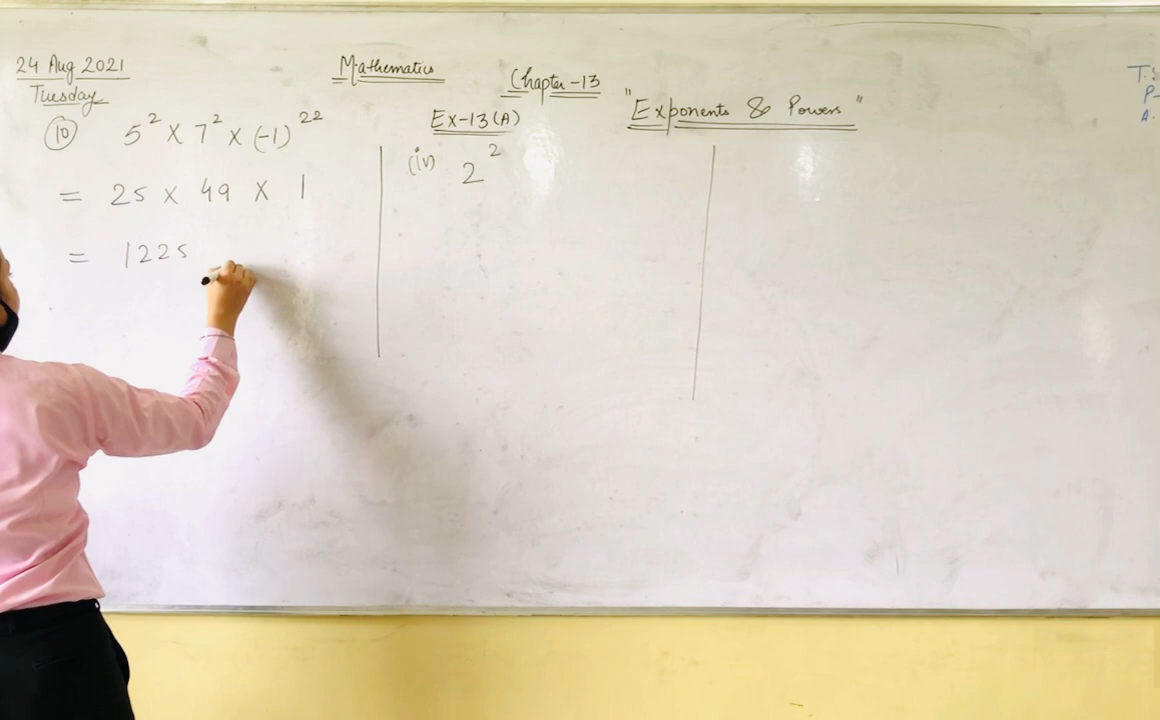 24 Aug 2021
Tuesday
Mathematics
Chapter -13
"Exponents & Powers"
Ex-13(A)
(10) 5² X 7² X (-1)²²
= 25 X 49 X 1
= 1225
(iv) 2²
T:
P-
A.